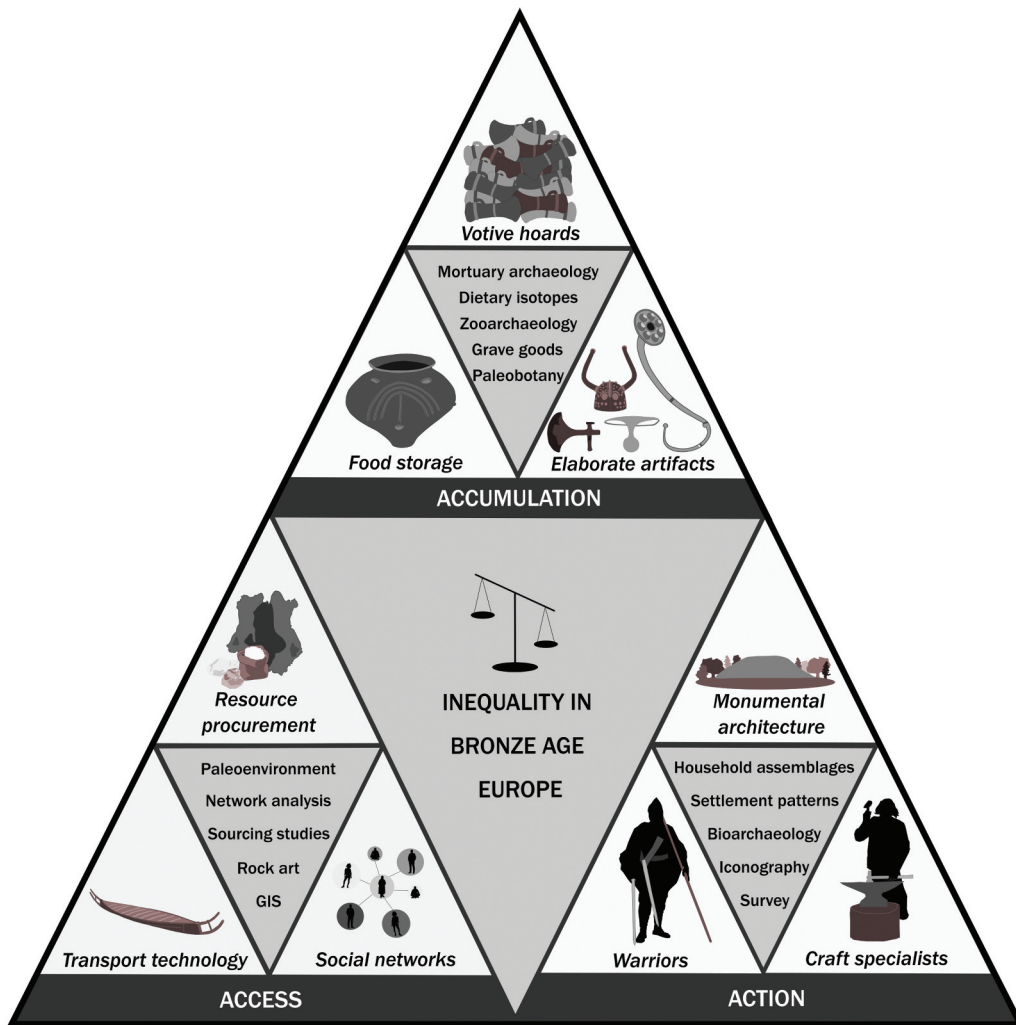 Votive hoards
Mortuary archaeology
Dietary isotopes
Zooarchaeology
Grave goods
Paleobotany
Food storage
Elaborate artifacts
ACCUMULATION
INEQUALITY IN
BRONZE AGE
EUROPE
Resource
procurement
Paleoenvironment
Network analysis
Sourcing studies
Rock art
GIS
Transport technology
Social networks
ACCESS
Monumental
architecture
Household assemblages
Settlement patterns
Bioarchaeology
Iconography
Survey
Warriors
Craft specialists
ACTION